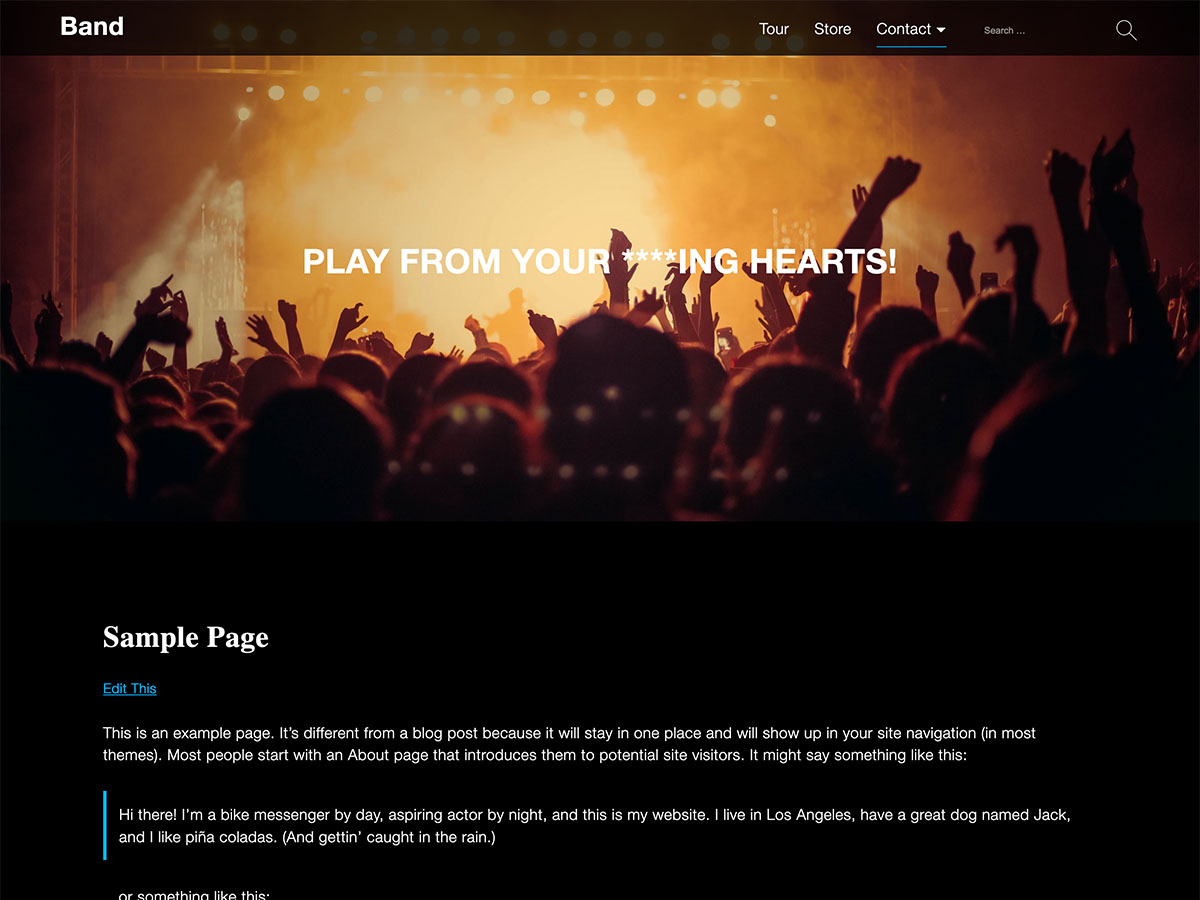 Band
Tour Store Contact Search ...
PLAY FROM YOUR ****ING HEARTS!
Sample Page
Edit This
This is an example page. It’s different from a blog post because it will stay in one place and will show up in your site navigation (in most
themes). Most people start with an About page that introduces them to potential site visitors. It might say something like this:
Hi there! I’m a bike messenger by day, aspiring actor by night, and this is my website. I live in Los Angeles, have a great dog named Jack,
and I like piña coladas. (And gettin’ caught in the rain.)
or something like this: